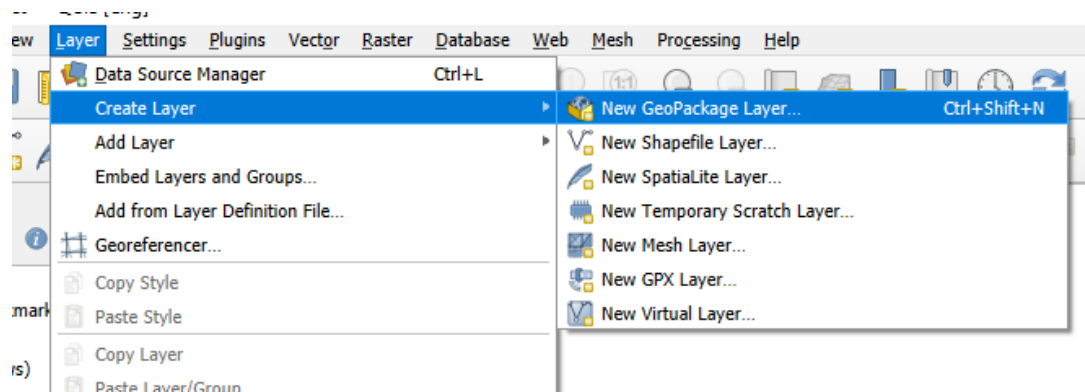 ew Layer Settings Plugins Vector Raster Database Web Mesh Processing Help
Data Source Manager Ctrl+L
Create Layer
New GeoPackage Layer... Ctrl+Shift+N
Add Layer
New Shapefile Layer...
Embed Layers and Groups...
New SpatiaLite Layer...
Add from Layer Definition File...
New Temporary Scratch Layer...
Georeferencer...
New Mesh Layer...
Copy Style
New GPX Layer...
Paste Style
New Virtual Layer...
Copy Layer
Paste Layer/Group